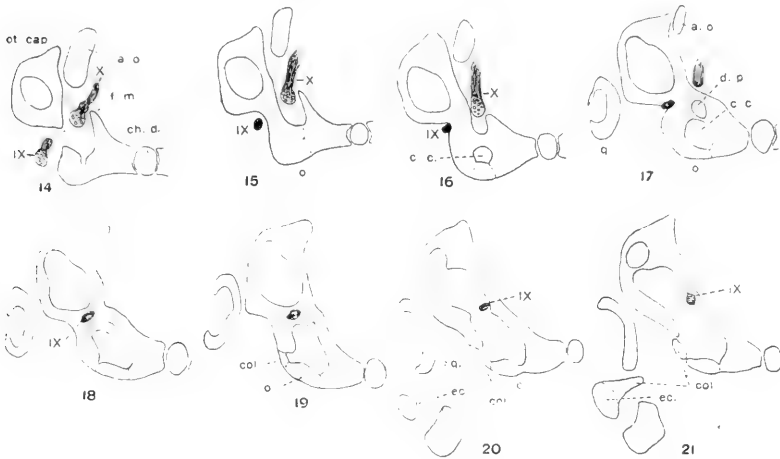 ot cap
a.o
X
f m
ch. d.
IX
14
X
IX
o
15
X
IX
c c.
16
a.o
d. p
c c
q
o
17
IX
18
col
o
19
IX
q.
ec
col
c
20
IX
col
ec.
21